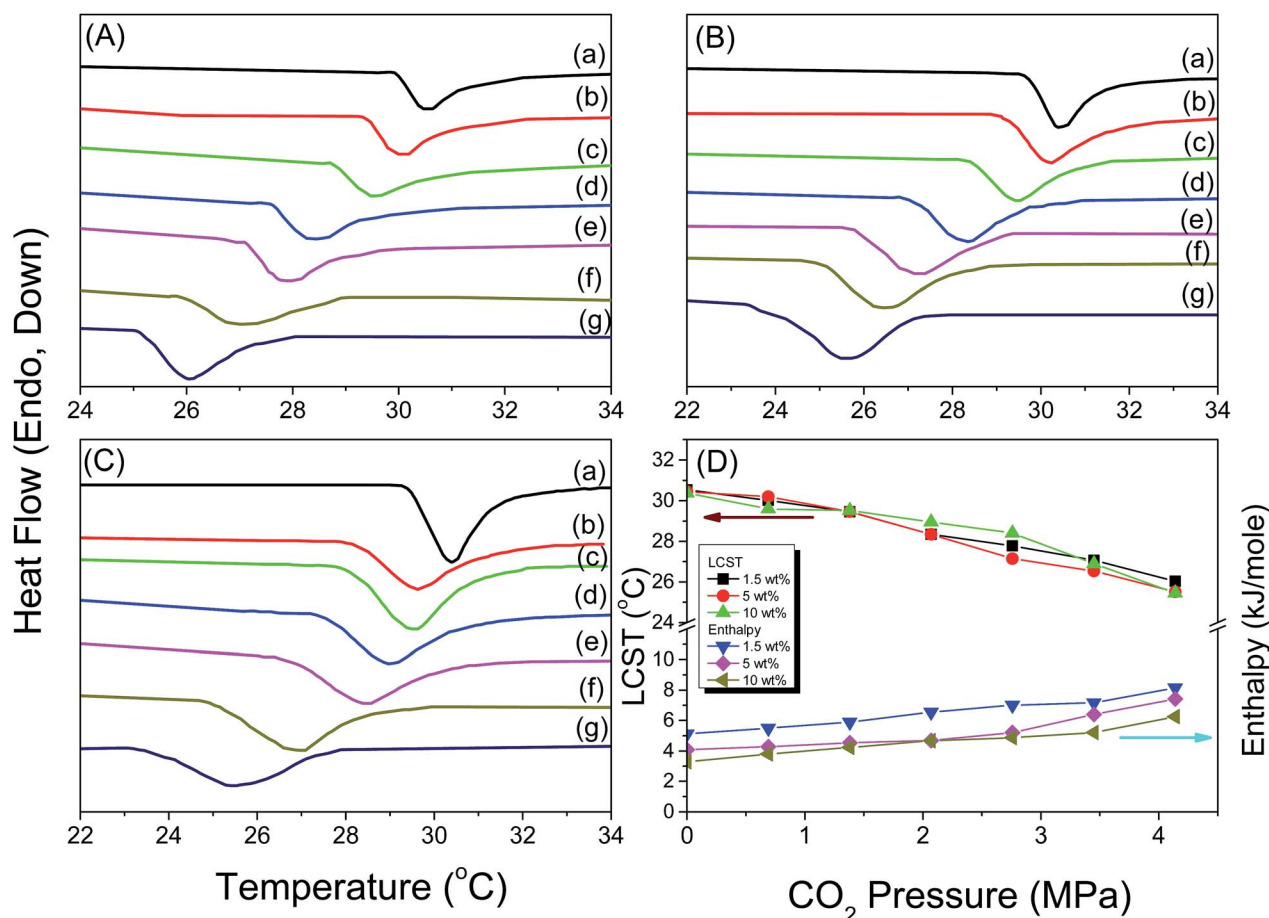 Heat Flow (Endo, Down)
(A)
(a)
(b)
(c)
(d)
(e)
(f)
(g)
24 26 28 30 32 34
(B)
(a)
(b)
(c)
(d)
(e)
(f)
(g)
22 24 26 28 30 32 34
(C)
(a)
(b)
(c)
(d)
(e)
(f)
(g)
22 24 26 28 30 32 34
Temperature (°C)
(D)
32
30
28
26
24
10
8
6
4
2
0
LCST (°C)
LCST
1.5 wt%
5 wt%
10 wt%
Enthalpy
1.5 wt%
5 wt%
10 wt%
Enthalpy (kJ/mole)
0 1 2 3 4
CO₂ Pressure (MPa)